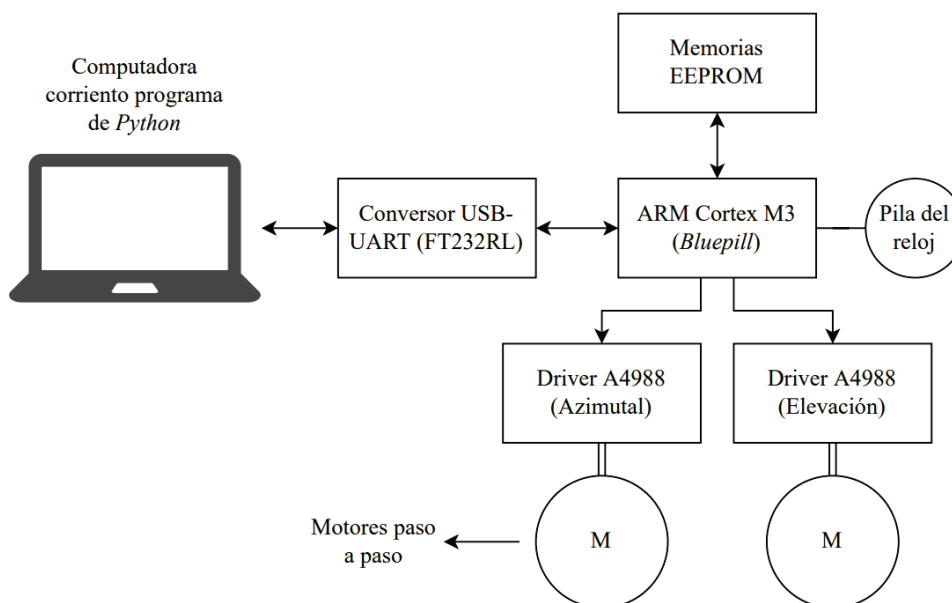 Computadora
corriento programa
de Python
Memorias
EEPROM
Conversor USB-
UART (FT232RL)
ARM Cortex M3
(Bluepill)
Pila del
reloj
Driver A4988
(Azimutal)
Driver A4988
(Elevación)
Motores paso
a paso
M
M